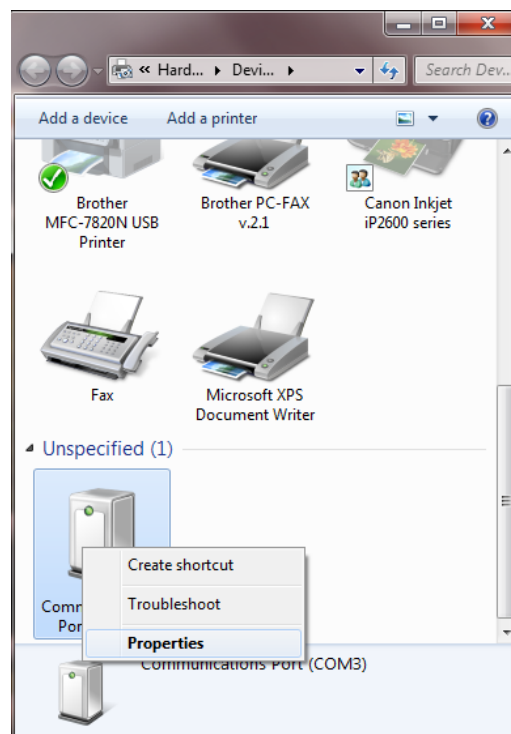 « Hard... Devi...
Search Dev...
Add a device Add a printer
Brother
MFC-7820N USB
Printer
Brother PC-FAX
v.2.1
Canon Inkjet
iP2600 series
Fax
Microsoft XPS
Document Writer
Unspecified (1)
Create shortcut
Troubleshoot
Properties
Comm
Por
Communications Port (COM3)